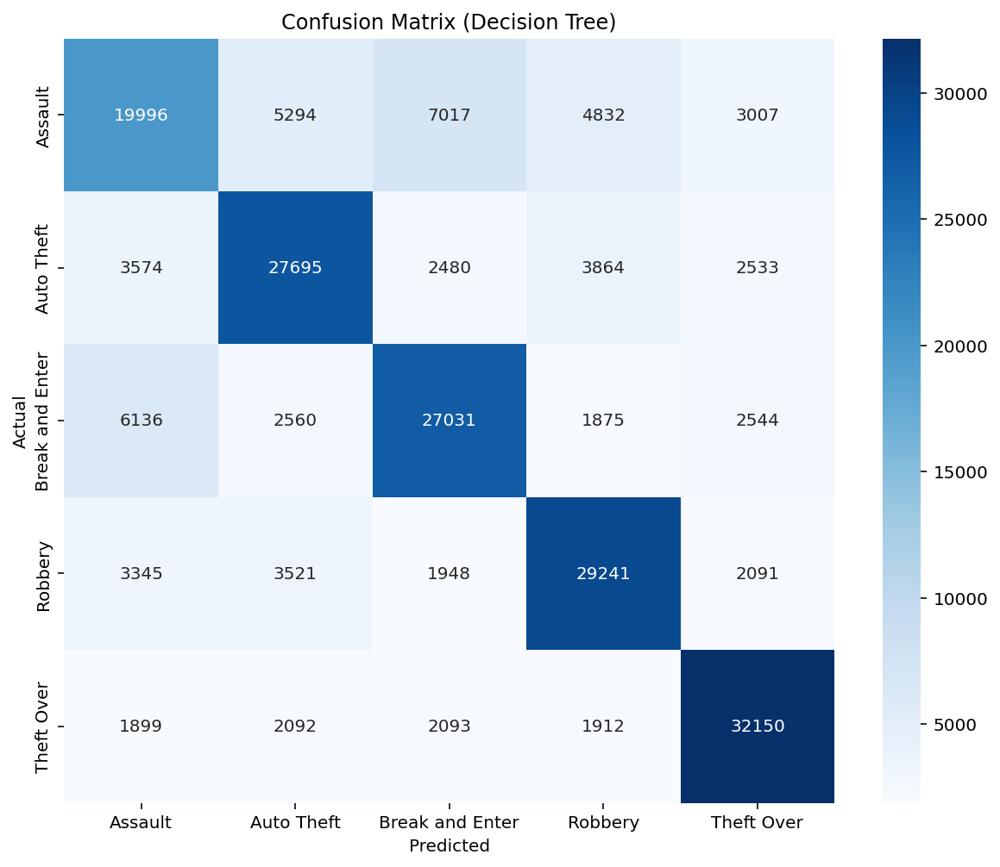 Confusion Matrix (Decision Tree)
Actual
Assault
19996 5294 7017 4832 3007
Auto Theft
3574 27695 2480 3864 2533
Break and Enter
6136 2560 27031 1875 2544
Robbery
3345 3521 1948 29241 2091
Theft Over
1899 2092 2093 1912 32150
Assault Auto Theft Break and Enter Robbery Theft Over
Predicted
30000
25000
20000
15000
10000
5000